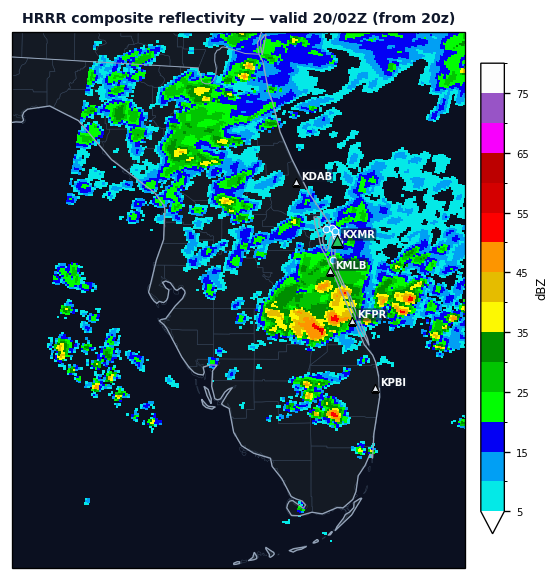 HRRR composite reflectivity — valid 20/02Z (from 20z)
KDAB
KXMR
KMLB
KFPR
KPBI
75
65
55
45
35
25
15
5
dBZ